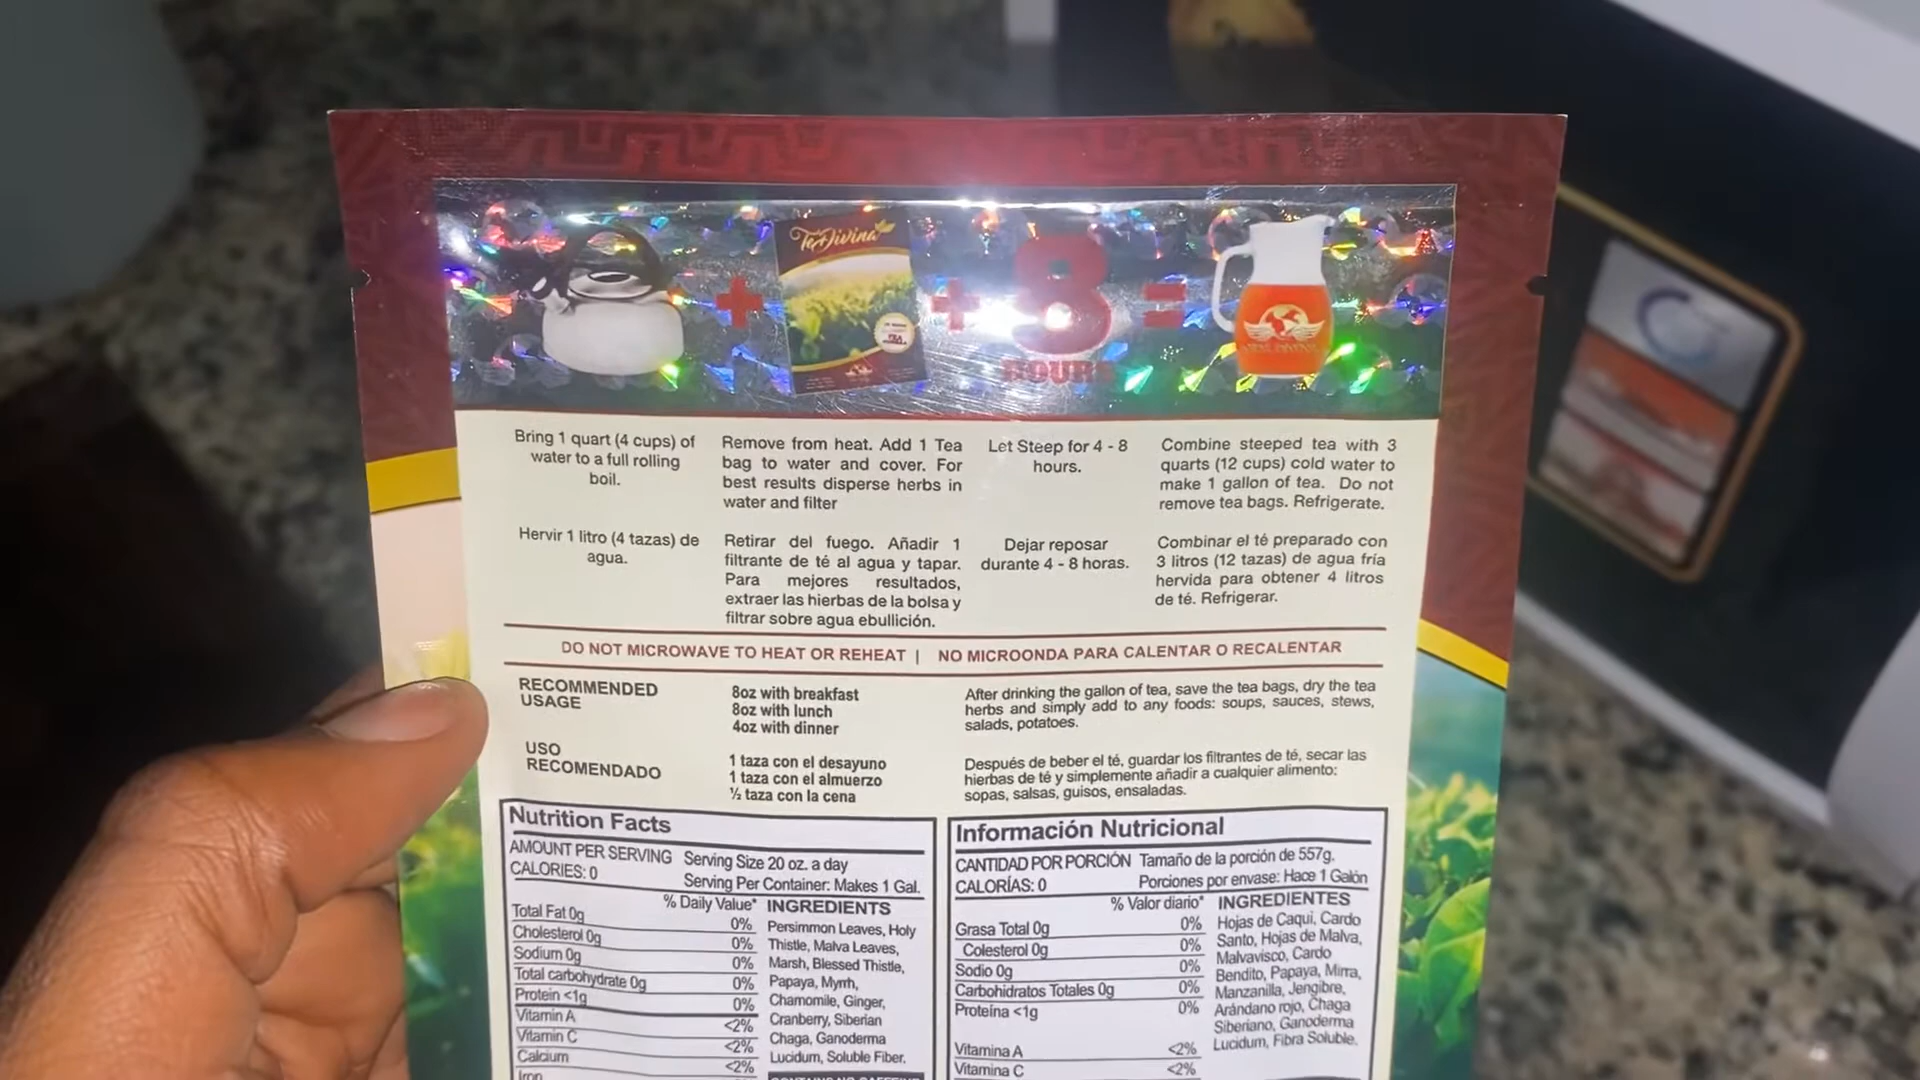 TeDivina
8
HOURS
Bring 1 quart (4 cups) of
water to a full rolling
boil.
Remove from heat. Add 1 Tea
bag to water and cover. For
best results disperse herbs in
water and filter
Let Steep for 4 - 8
hours.
Combine steeped tea with 3
quarts (12 cups) cold water to
make 1 gallon of tea. Do not
remove tea bags. Refrigerate.
Hervir 1 litro (4 tazas) de
agua.
Retirar del fuego. Añadir 1
filtrante de té al agua y tapar.
Para mejores resultados,
extraer las hierbas de la bolsa y
filtrar sobre agua ebullición.
Dejar reposar
durante 4 - 8 horas.
Combinar el té preparado con
3 litros (12 tazas) de agua fría
hervida para obtener 4 litros
de té. Refrigerar.
DO NOT MICROWAVE TO HEAT OR REHEAT | NO MICROONDA PARA CALENTAR O RECALENTAR
RECOMMENDED
USAGE
8oz with breakfast
8oz with lunch
4oz with dinner
After drinking the gallon of tea, save the tea bags, dry the tea
herbs and simply add to any foods: soups, sauces, stews,
salads, potatoes.
USO
RECOMENDADO
1 taza con el desayuno
1 taza con el almuerzo
½ taza con la cena
Después de beber el té, guardar los filtrantes de té, secar las
hierbas de té y simplemente añadir a cualquier alimento:
sopas, salsas, guisos, ensaladas.
Nutrition Facts
AMOUNT PER SERVING Serving Size 20 oz. a day
CALORIES: 0 Serving Per Container: Makes 1 Gal.
% Daily Value*
Total Fat 0g 0%
Cholesterol 0g 0%
Sodium 0g 0%
Total carbohydrate 0g 0%
Protein <1g 0%
Vitamin A <2%
Vitamin C <2%
Calcium <2%
Iron
INGREDIENTS
Persimmon Leaves, Holy
Thistle, Malva Leaves,
Marsh, Blessed Thistle,
Papaya, Myrrh,
Chamomile, Ginger,
Cranberry, Siberian
Chaga, Ganoderma
Lucidum, Soluble Fiber.
Información Nutricional
CANTIDAD POR PORCIÓN Tamaño de la porción de 557g.
CALORÍAS: 0 Porciones por envase: Hace 1 Galón
% Valor diario*
Grasa Total 0g 0%
Colesterol 0g 0%
Sodio 0g 0%
Carbohidratos Totales 0g 0%
Proteína <1g 0%
Vitamina A <2%
Vitamina C <2%
INGREDIENTES
Hojas de Caqui, Cardo
Santo, Hojas de Malva,
Malvavisco, Cardo
Bendito, Papaya, Mirra,
Manzanilla, Jengibre,
Arándano rojo, Chaga
Siberiano, Ganoderma
Lucidum, Fibra Soluble.